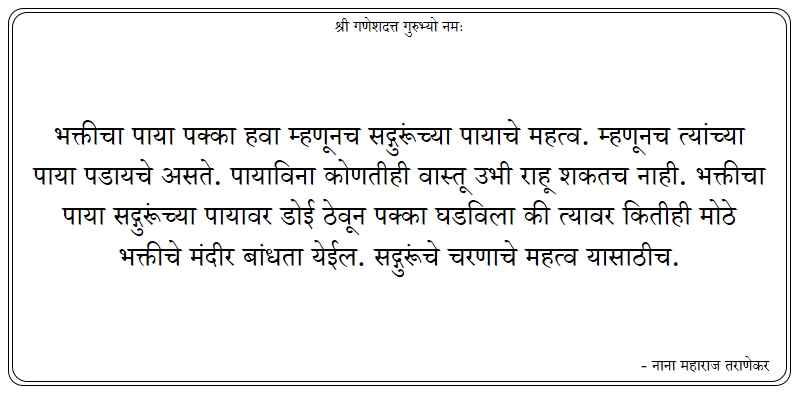 श्री गणेशदत्त गुरुभ्यो नमः
भक्तीचा पाया पक्का हवा म्हणूनच सद्गुरूंच्या पायाचे महत्व. म्हणूनच त्यांच्या
पाया पडायचे असते. पायाविना कोणतीही वास्तू उभी राहू शकतच नाही. भक्तीचा
पाया सद्गुरूंच्या पायावर डोई ठेवून पक्का घडविला की त्यावर कितीही मोठे
भक्तीचे मंदीर बांधता येईल. सद्गुरूंचे चरणाचे महत्व यासाठीच.
- नाना महाराज तराणेकर